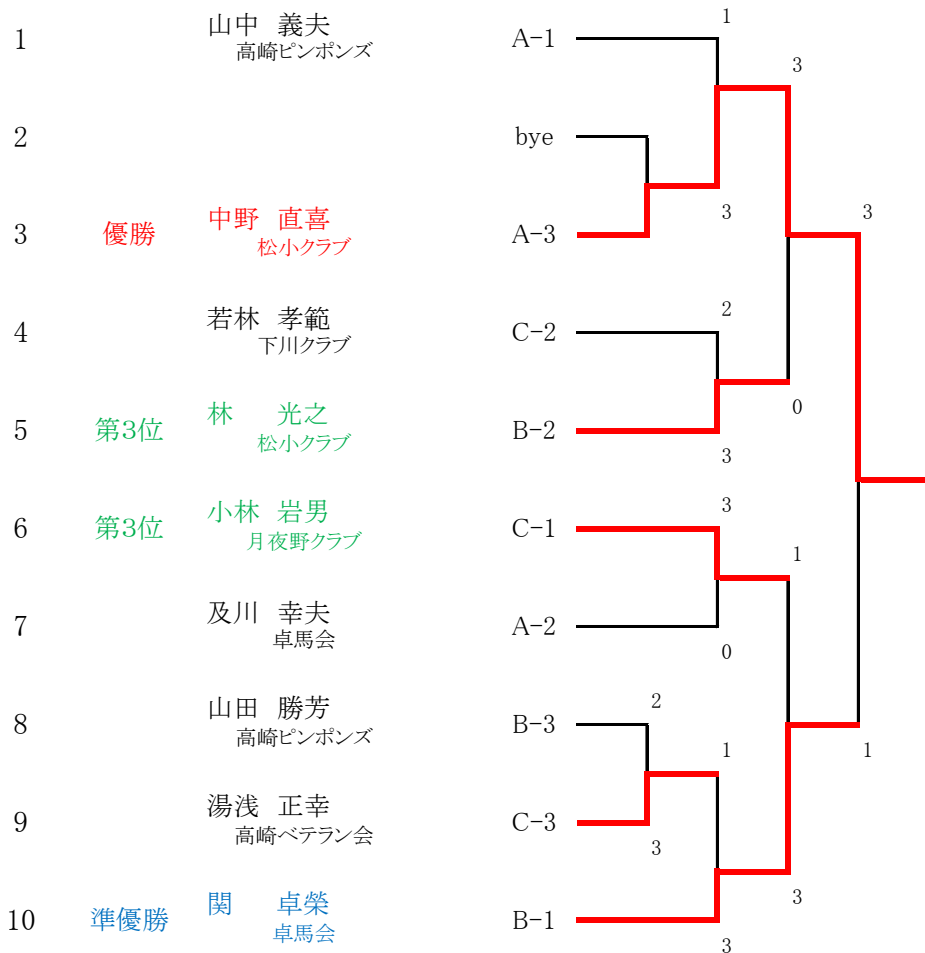 1 山中 義夫 A-1 1
高崎ピンポンズ
3
2 bye
3 優勝 中野 直喜 A-3 3 3
松小クラブ
4 若林 孝範 C-2 2
下川クラブ
0
5 第3位 林 光之 B-2 3
松小クラブ
6 第3位 小林 岩男 C-1 3
月夜野クラブ
1
7 及川 幸夫 A-2 0
卓馬会
8 山田 勝芳 B-3 2 1 1
高崎ピンポンズ
9 湯浅 正幸 C-3 3
高崎ベテラン会
3
10 準優勝 関 卓榮 B-1 3
卓馬会